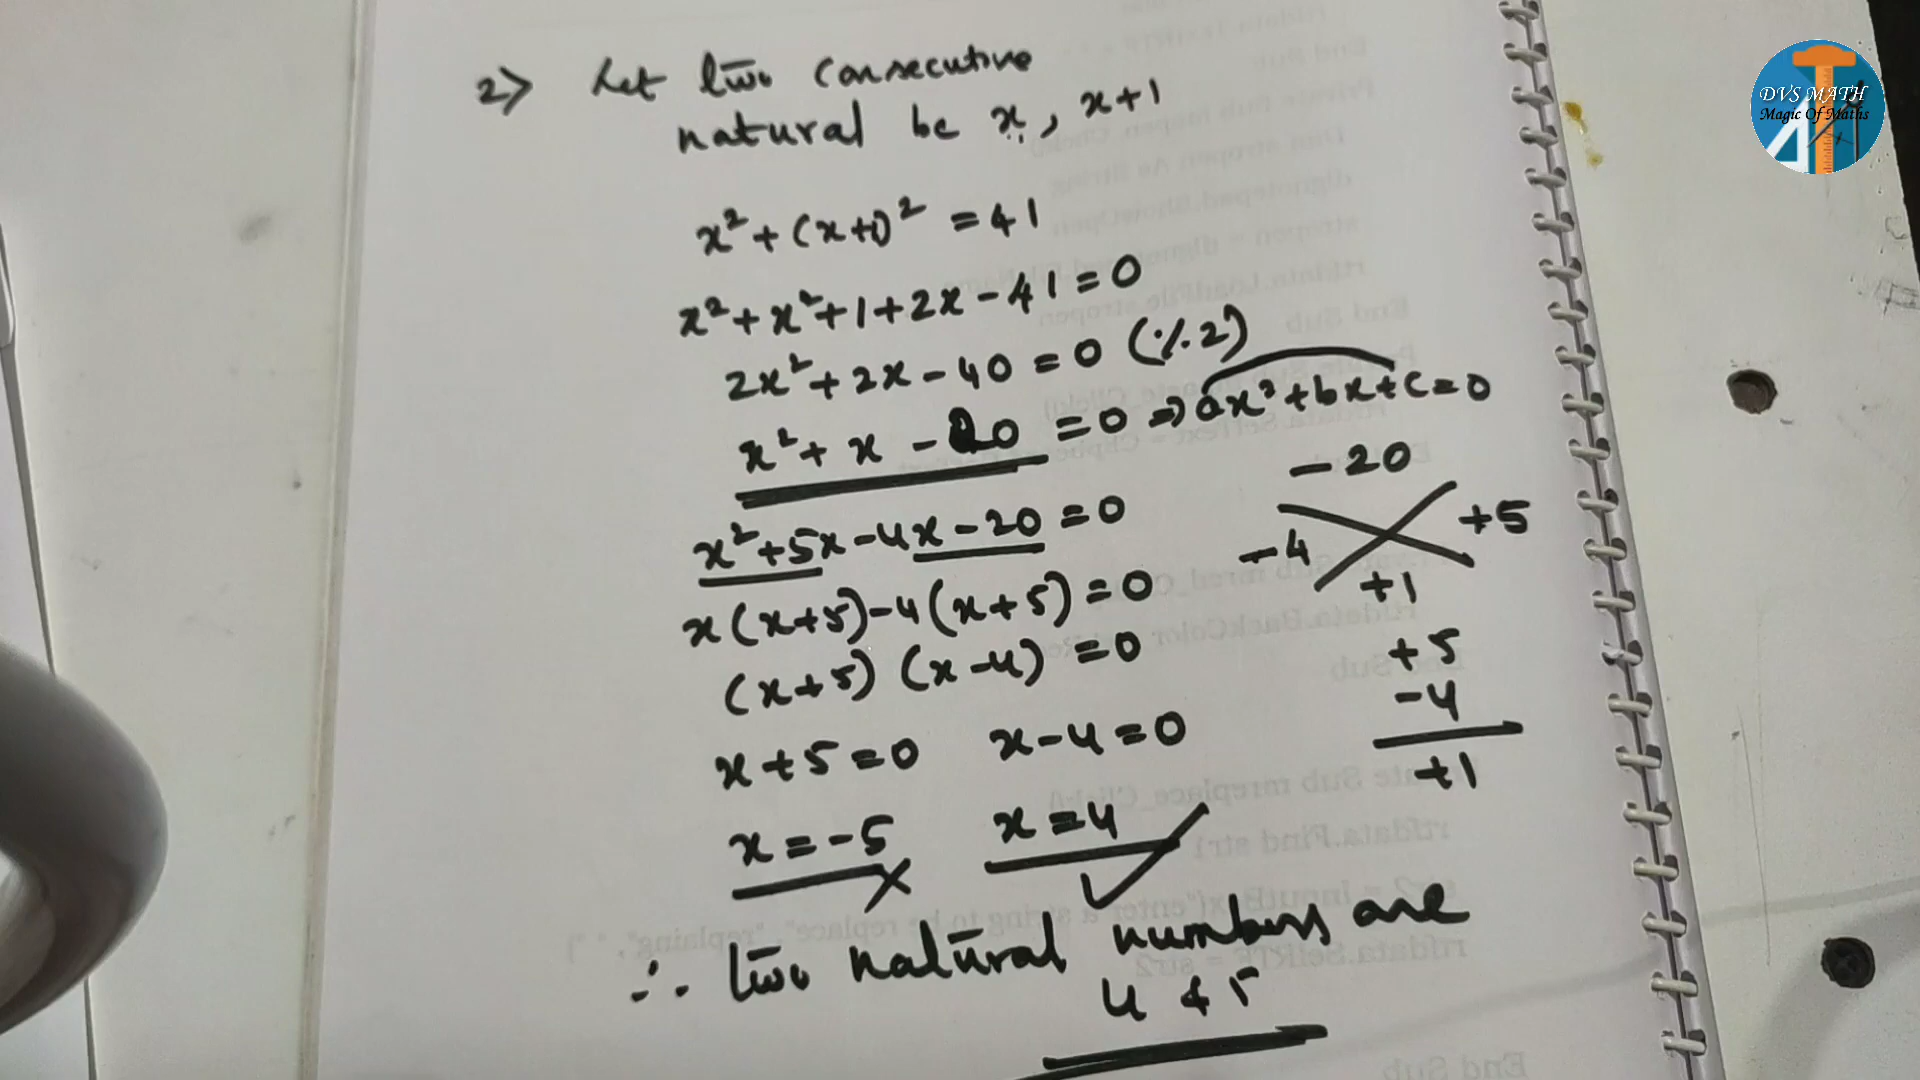 2) Let two consecutive
natural be x, x+1
x²+(x+1)² = 41
x²+x²+1+2x-41=0
2x²+2x-40=0 (÷2)
x²+x-20=0 ⇒ ax²+bx+c=0
-20
-4 +5
+1
x²+5x-4x-20=0
x(x+5)-4(x+5)=0
(x+5)(x-4)=0
+5
-4
+1
x+5=0 x-4=0
x=-5 x=4
∴ two natural numbers are
4 & 5
DVS MATH
Magic Of Maths